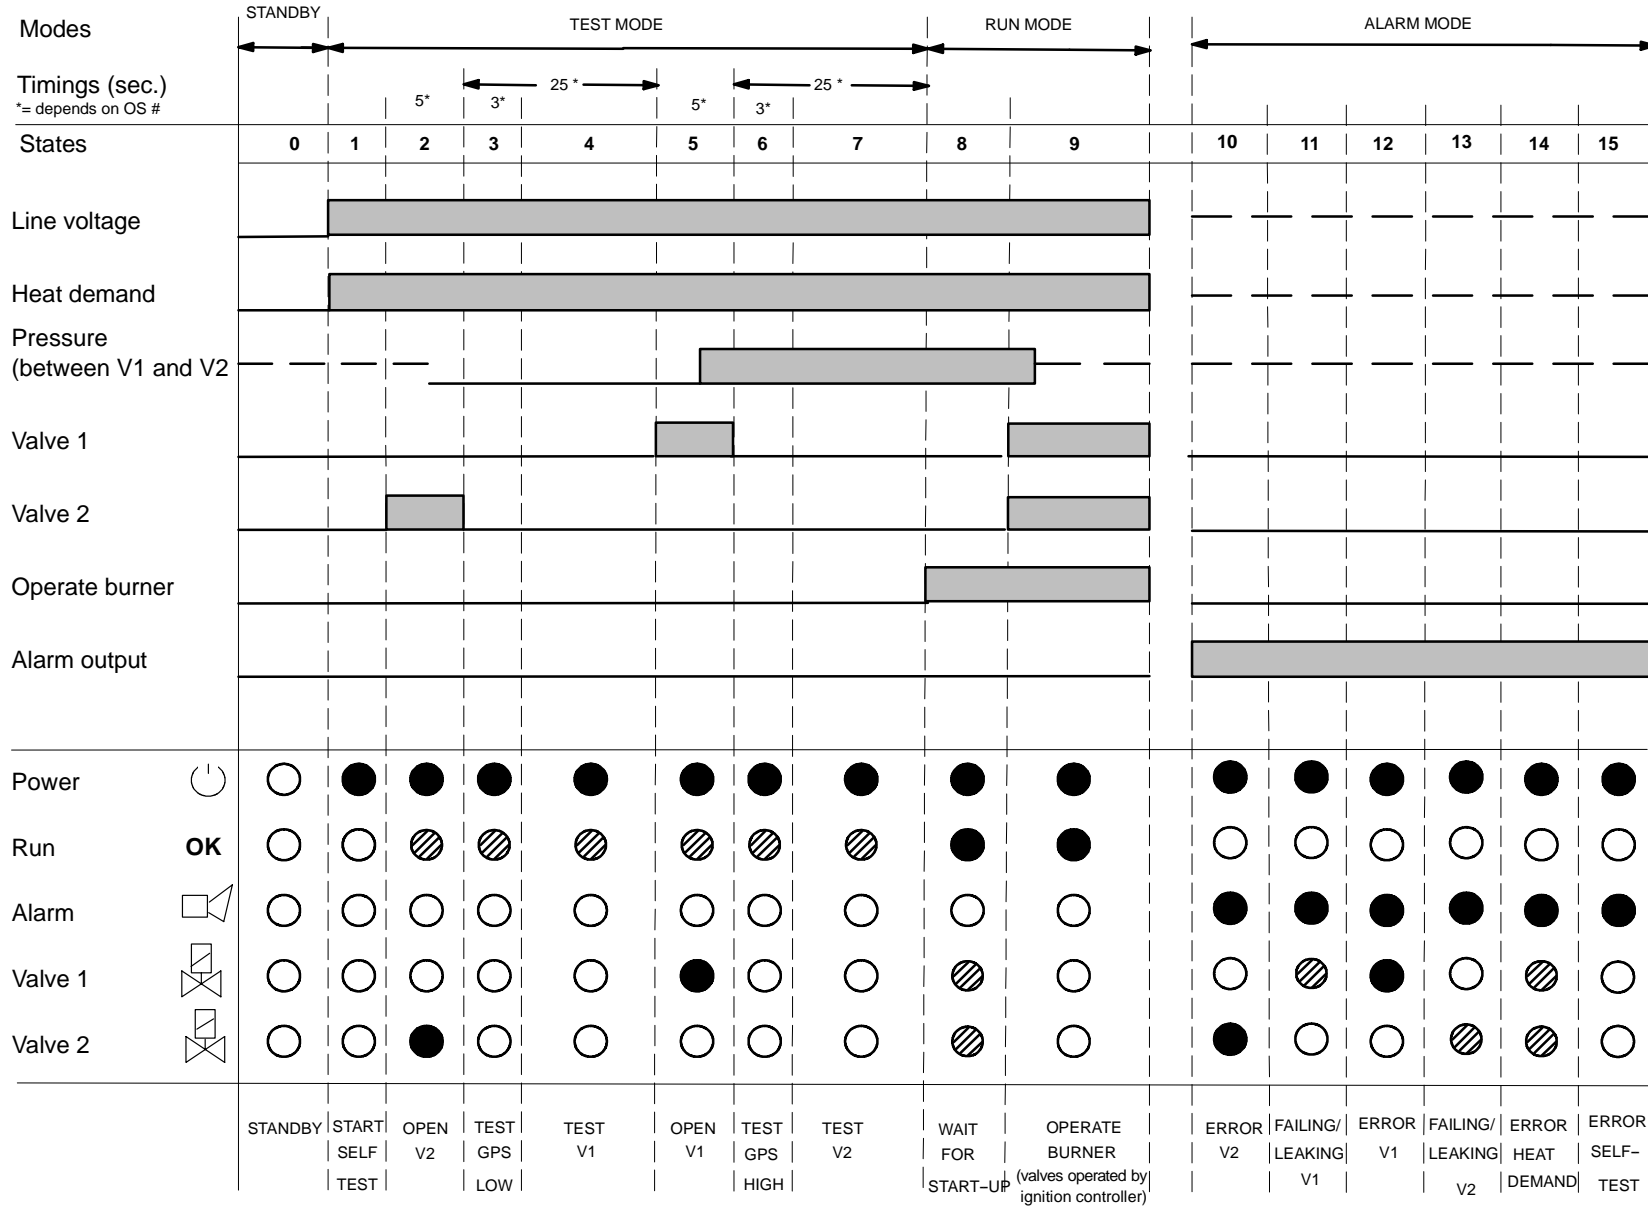 STANDBY
Modes
TEST MODE
RUN MODE
ALARM MODE
Timings (sec.)
*= depends on OS #
5*
3*
25 *
5*
3*
25 *
States
0 1 2 3 4 5 6 7 8 9 10 11 12 13 14 15
Line voltage
Heat demand
Pressure
(between V1 and V2
Valve 1
Valve 2
Operate burner
Alarm output
Power
Run OK
Alarm
Valve 1
Valve 2
STANDBY
START
SELF
TEST
OPEN
V2
TEST
GPS
LOW
TEST
V1
OPEN
V1
TEST
GPS
HIGH
TEST
V2
WAIT
FOR
START−UP
OPERATE
BURNER
(valves operated by
ignition controller)
ERROR
V2
FAILING/
LEAKING
V1
ERROR
V1
FAILING/
LEAKING
V2
ERROR
HEAT
DEMAND
ERROR
SELF−
TEST